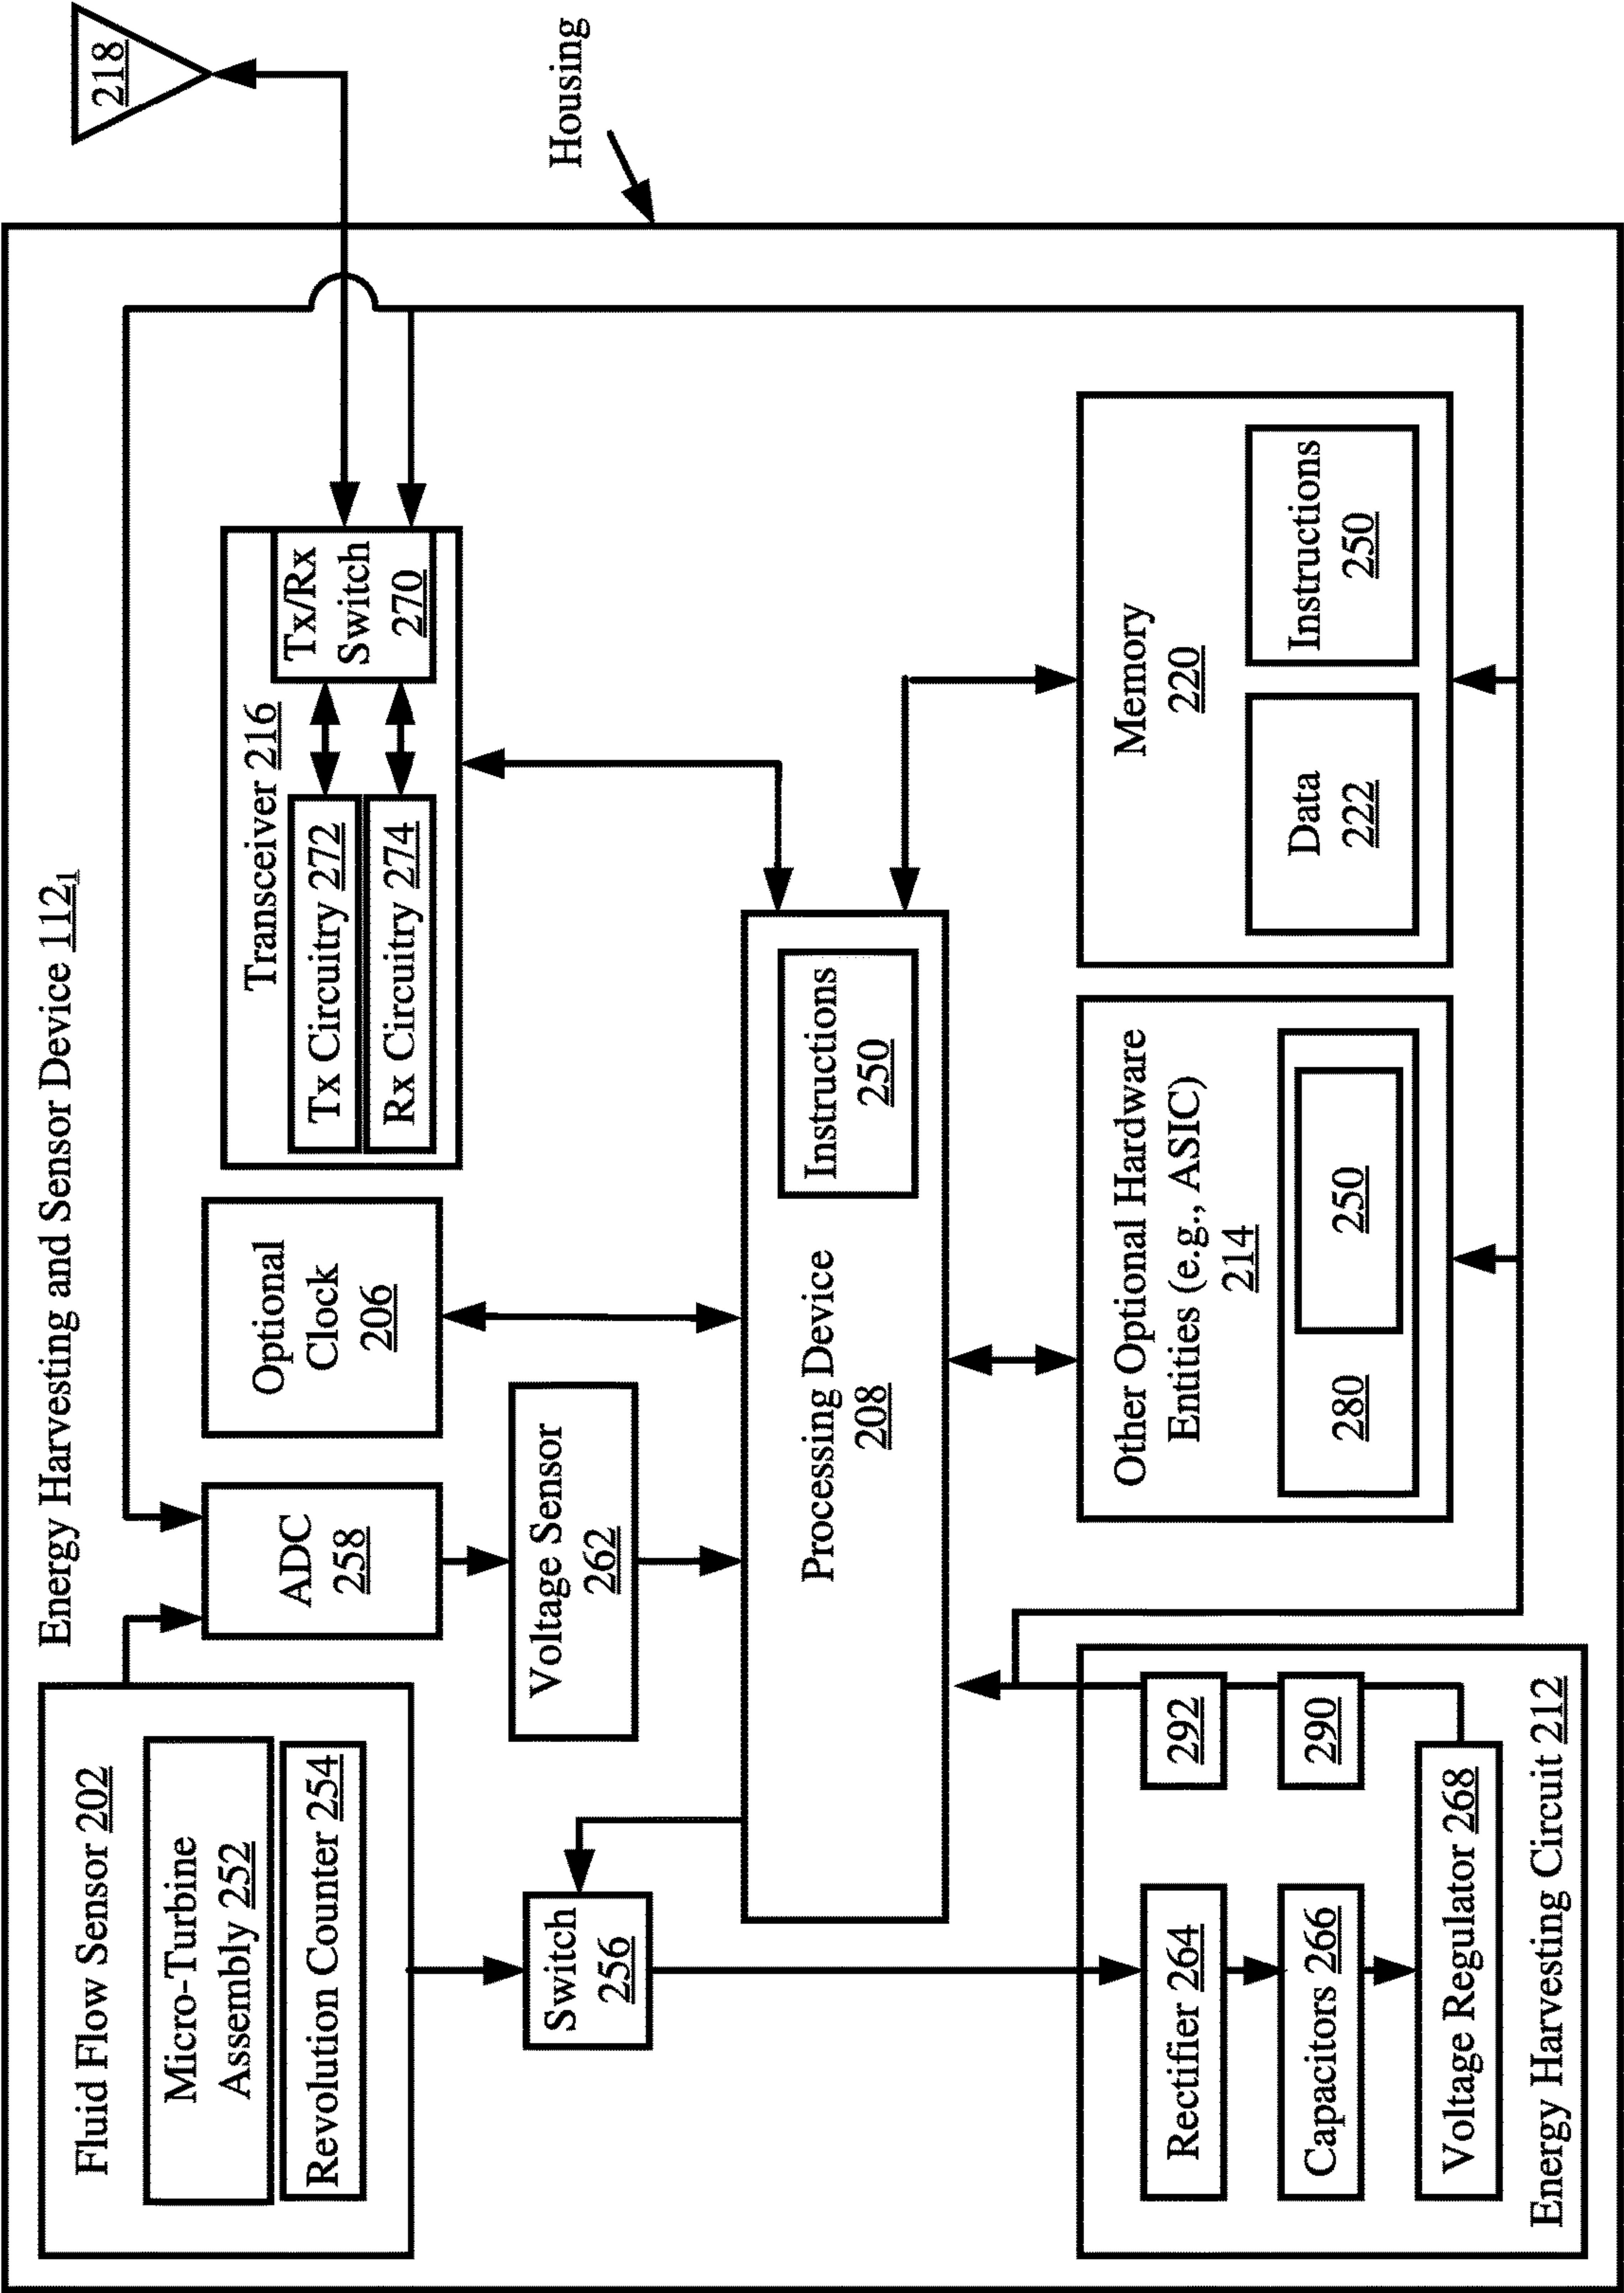 Energy Harvesting and Sensor Device 112₁
218
Housing
Fluid Flow Sensor 202
Micro-Turbine
Assembly 252
Revolution Counter 254
ADC
258
Optional
Clock
206
Transceiver 216
Tx Circuitry 272
Rx Circuitry 274
Tx/Rx
Switch
270
Voltage Sensor
262
Switch
256
Processing Device
208
Instructions
250
Rectifier 264
Capacitors 266
Voltage Regulator 268
292
290
Energy Harvesting Circuit 212
Other Optional Hardware
Entities (e.g., ASIC)
214
280
250
Memory
220
Data
222
Instructions
250